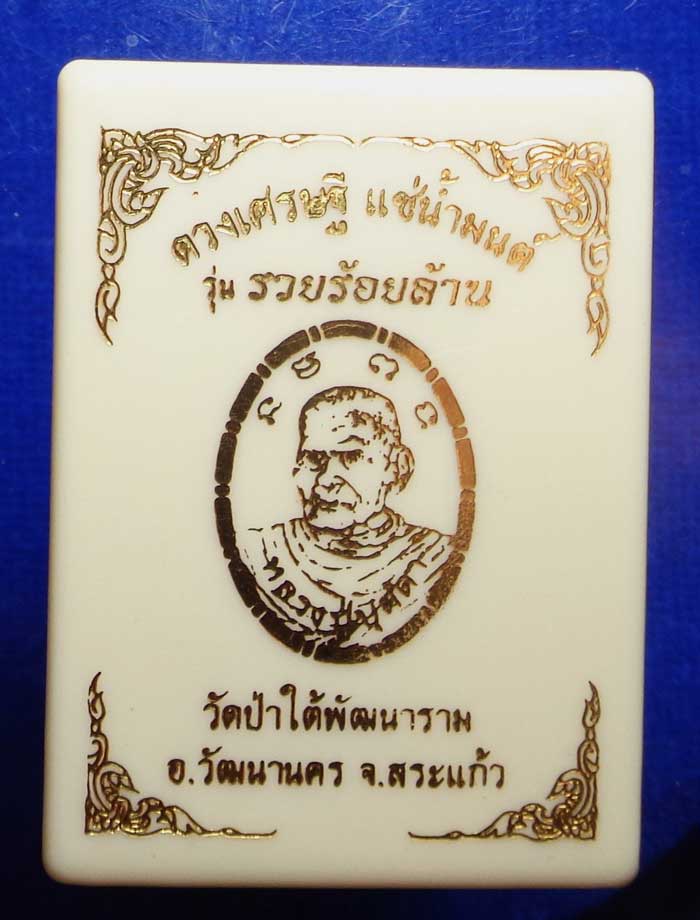 ดวงเศรษฐี แช่น้ำมนต์
รุ่น รวยร้อยล้าน
หลวงปู่บุดดา
วัดป่าใต้พัฒนาราม
อ.วัฒนานคร จ.สระแก้ว